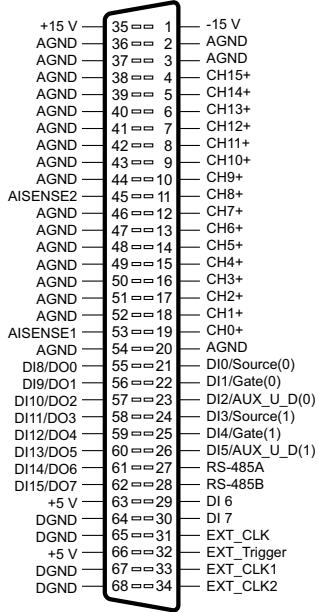 +15 V 35 1 -15 V
AGND 36 2 AGND
AGND 37 3 AGND
AGND 38 4 CH15+
AGND 39 5 CH14+
AGND 40 6 CH13+
AGND 41 7 CH12+
AGND 42 8 CH11+
AGND 43 9 CH10+
AGND 44 10 CH9+
AISENSE2 45 11 CH8+
AGND 46 12 CH7+
AGND 47 13 CH6+
AGND 48 14 CH5+
AGND 49 15 CH4+
AGND 50 16 CH3+
AGND 51 17 CH2+
AGND 52 18 CH1+
AISENSE1 53 19 CH0+
AGND 54 20 AGND
DI8/DO0 55 21 DI0/Source(0)
DI9/DO1 56 22 DI1/Gate(0)
DI10/DO2 57 23 DI2/AUX_U_D(0)
DI11/DO3 58 24 DI3/Source(1)
DI12/DO4 59 25 DI4/Gate(1)
DI13/DO5 60 26 DI5/AUX_U_D(1)
DI14/DO6 61 27 RS-485A
DI15/DO7 62 28 RS-485B
+5 V 63 29 DI 6
DGND 64 30 DI 7
DGND 65 31 EXT_CLK
+5 V 66 32 EXT_Trigger
DGND 67 33 EXT_CLK1
DGND 68 34 EXT_CLK2